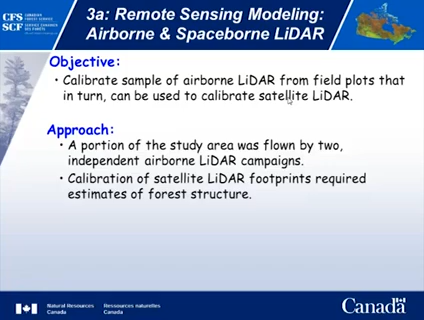 CFS
SCF
3a: Remote Sensing Modeling:
Airborne & Spaceborne LiDAR
Objective:
• Calibrate sample of airborne LiDAR from field plots that
in turn, can be used to calibrate satellite LiDAR.
Approach:
• A portion of the study area was flown by two,
independent airborne LiDAR campaigns.
• Calibration of satellite LiDAR footprints required
estimates of forest structure.
Natural Resources Ressources naturelles
Canada Canada
Canada